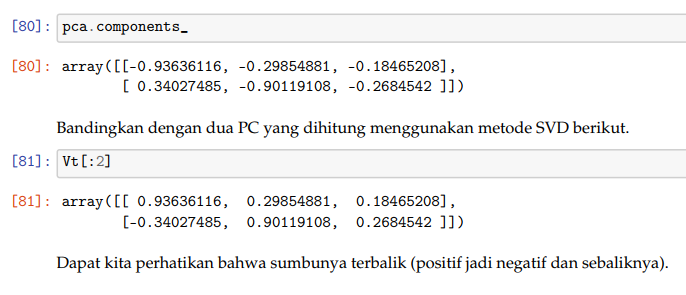 [80]: pca.components_
[80]: array([[-0.93636116, -0.29854881, -0.18465208],
[ 0.34027485, -0.90119108, -0.2684542 ]])
Bandingkan dengan dua PC yang dihitung menggunakan metode SVD berikut.
[81]: Vt[:2]
[81]: array([[ 0.93636116, 0.29854881, 0.18465208],
[-0.34027485, 0.90119108, 0.2684542 ]])
Dapat kita perhatikan bahwa sumbunya terbalik (positif jadi negatif dan sebaliknya).